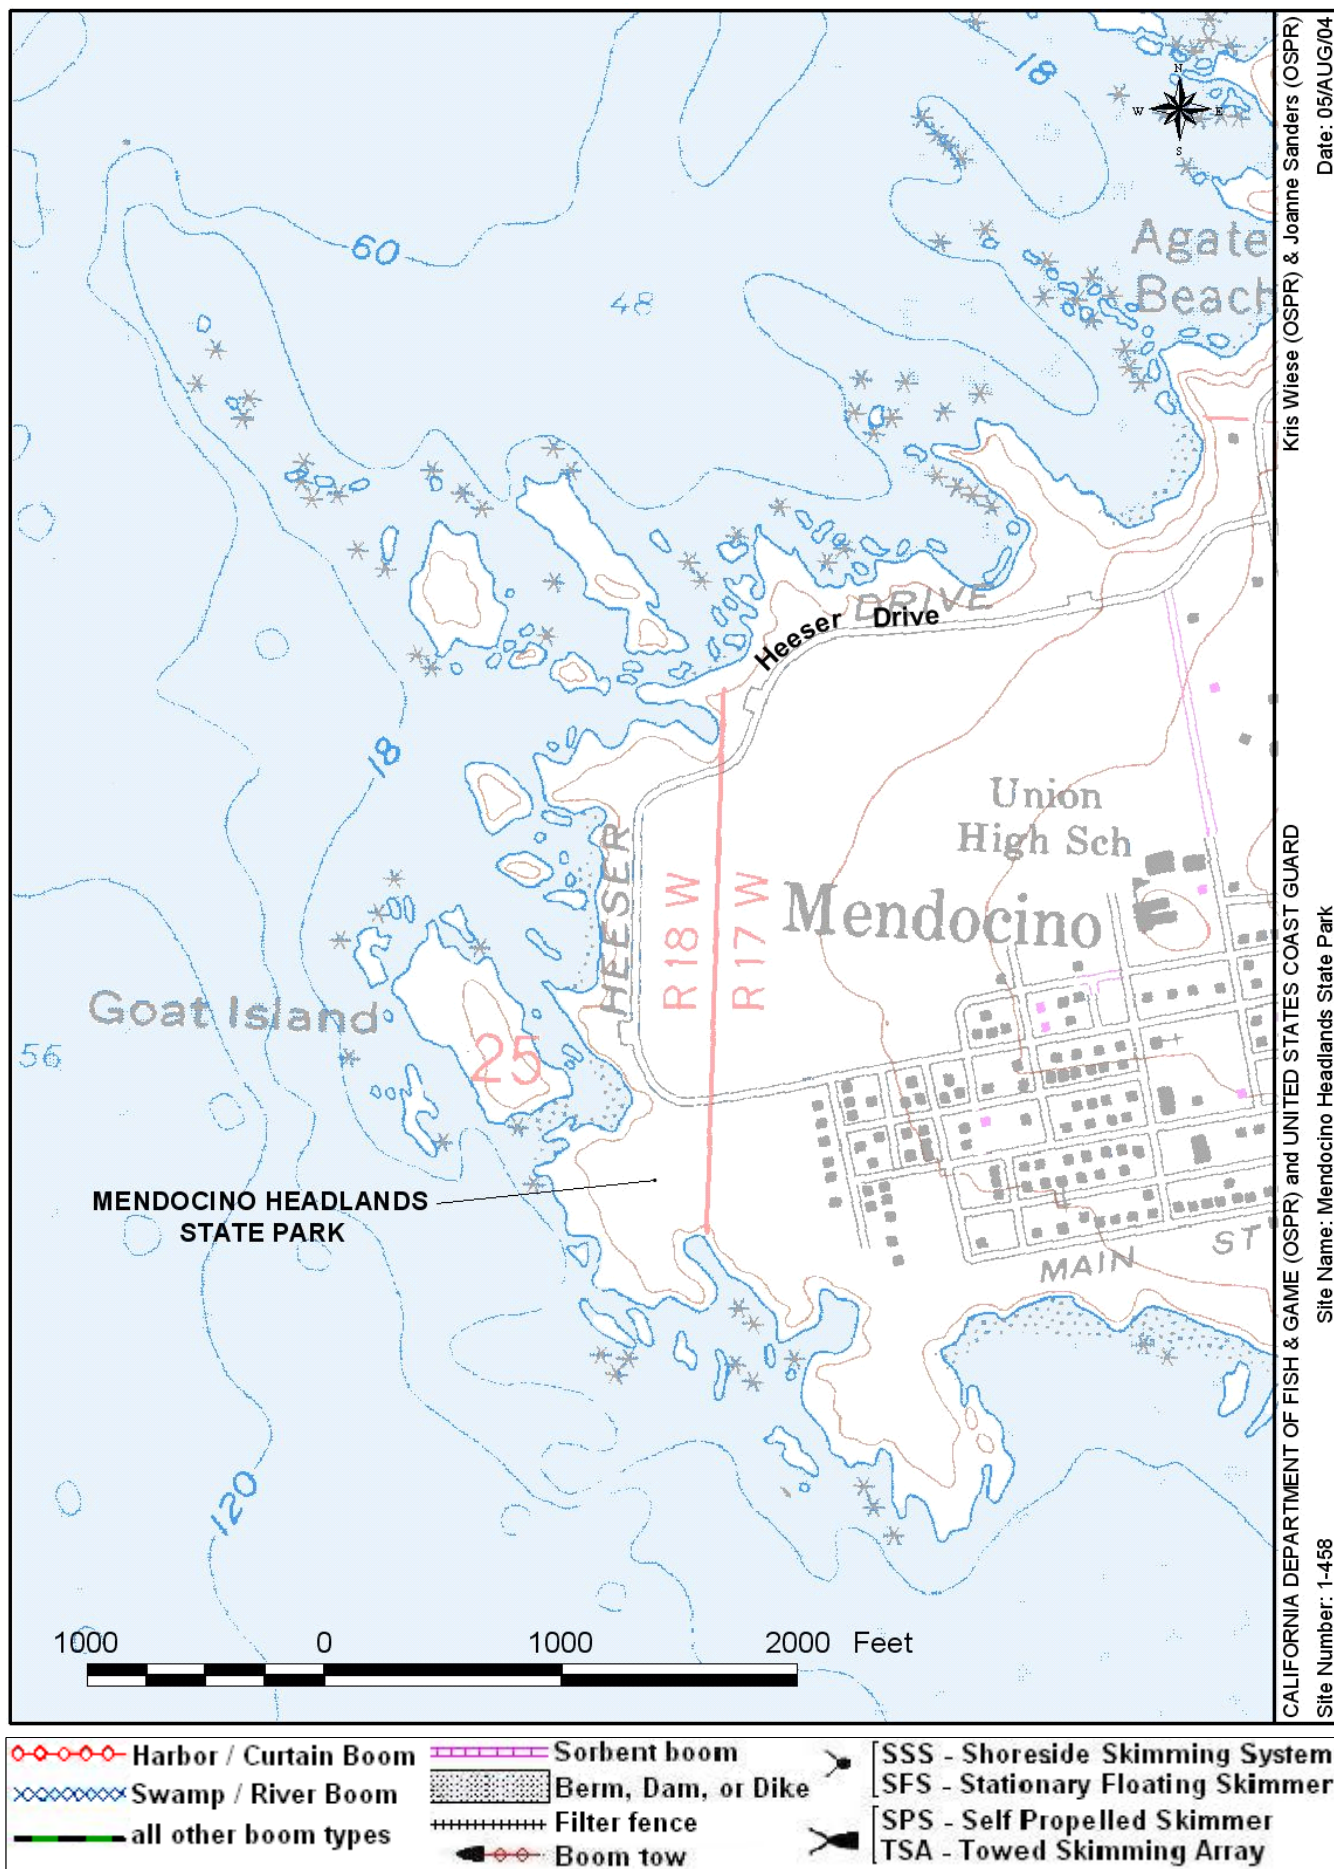 18
N
W E
S
60
48
Agate
Beach
DRIVE
Heeser Drive
18
Union
High Sch
HEESER
R18 W
R17 W
Mendocino
Goat Island
25
56
MENDOCINO HEADLANDS
STATE PARK
MAIN ST
120
1000 0 1000 2000 Feet
CALIFORNIA DEPARTMENT OF FISH & GAME (OSPR) and UNITED STATES COAST GUARD Kris Wiese (OSPR) & Joanne Sanders (OSPR)
Site Number: 1-458 Site Name: Mendocino Headlands State Park Date: 05/AUG/04
Harbor / Curtain Boom
Swamp / River Boom
all other boom types
Sorbent boom
Berm, Dam, or Dike
Filter fence
Boom tow
SSS - Shoreside Skimming System
SFS - Stationary Floating Skimmer
SPS - Self Propelled Skimmer
TSA - Towed Skimming Array